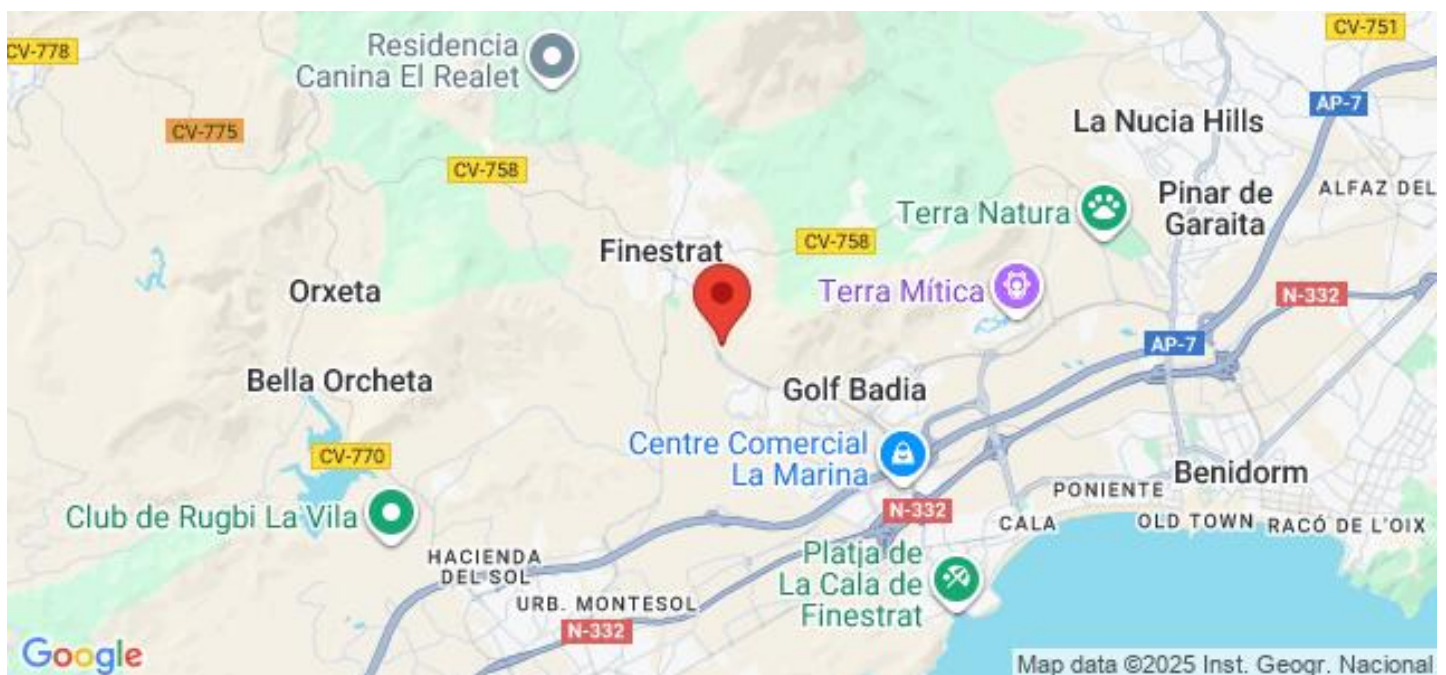 CV-778
Residencia
Canina El Realet
CV-751
AP-7
CV-775
La Nucia Hills
CV-758
Terra Natura
Pinar de
Garaita
ALFAZ DEL
CV-758
Finestrat
Orxeta
Terra Mítica
N-332
AP-7
Bella Orcheta
Golf Badia
CV-770
Centre Comercial
La Marina
Benidorm
PONIENTE
Club de Rugbi La Vila
N-332
CALA
OLD TOWN
RACÓ DE L'OIX
HACIENDA
DEL SOL
Platja de
La Cala de
Finestrat
URB. MONTESOL
N-332
Google
Map data ©2025 Inst. Geogr. Nacional